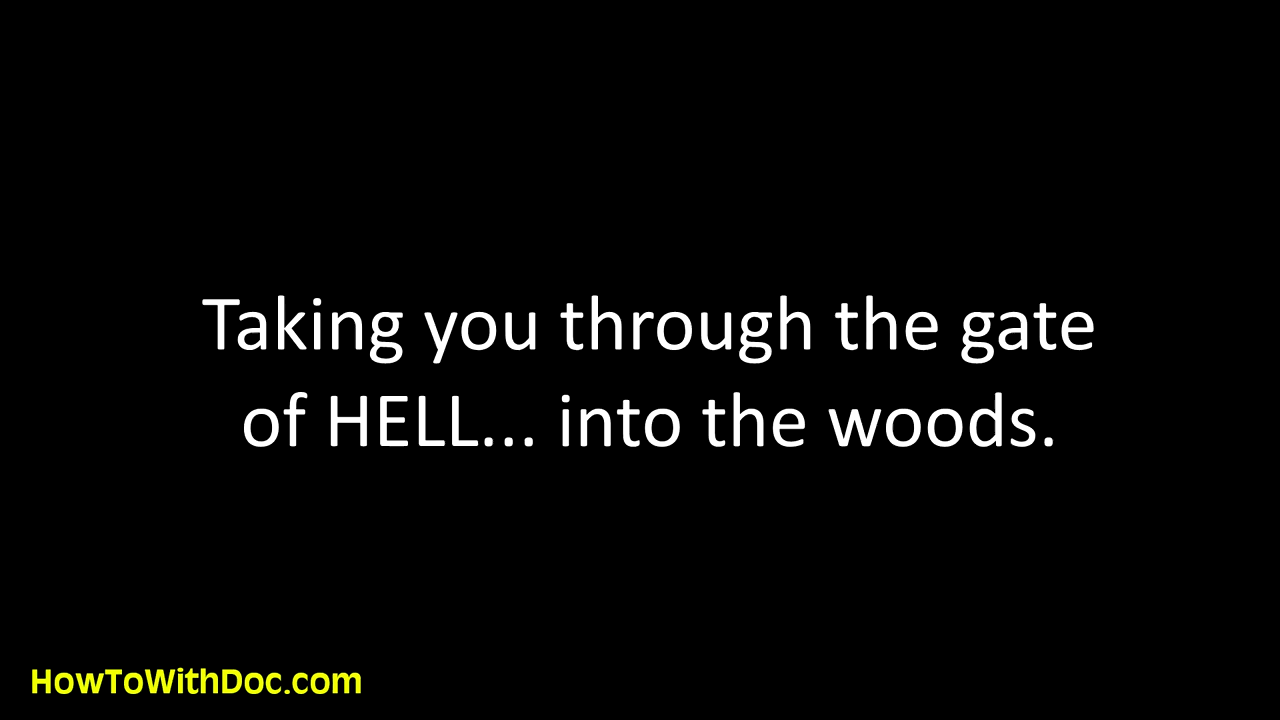 Taking you through the gate
of HELL... into the woods.
HowToWithDoc.com